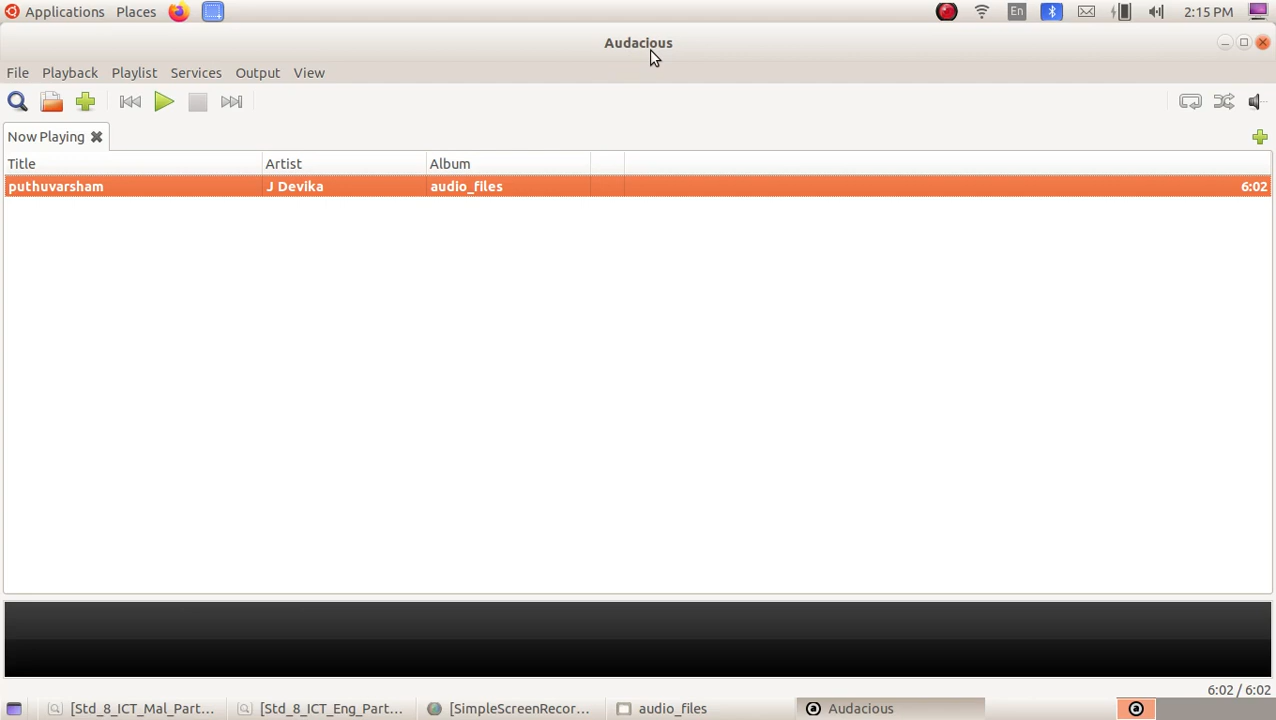 Applications Places En 2:15 PM
Audacious
File Playback Playlist Services Output View
Now Playing
Title Artist Album
puthuvarsham J Devika audio_files 6:02
6:02 / 6:02
[Std_8_ICT_Mal_Part... [Std_8_ICT_Eng_Part... [SimpleScreenRecor... audio_files Audacious